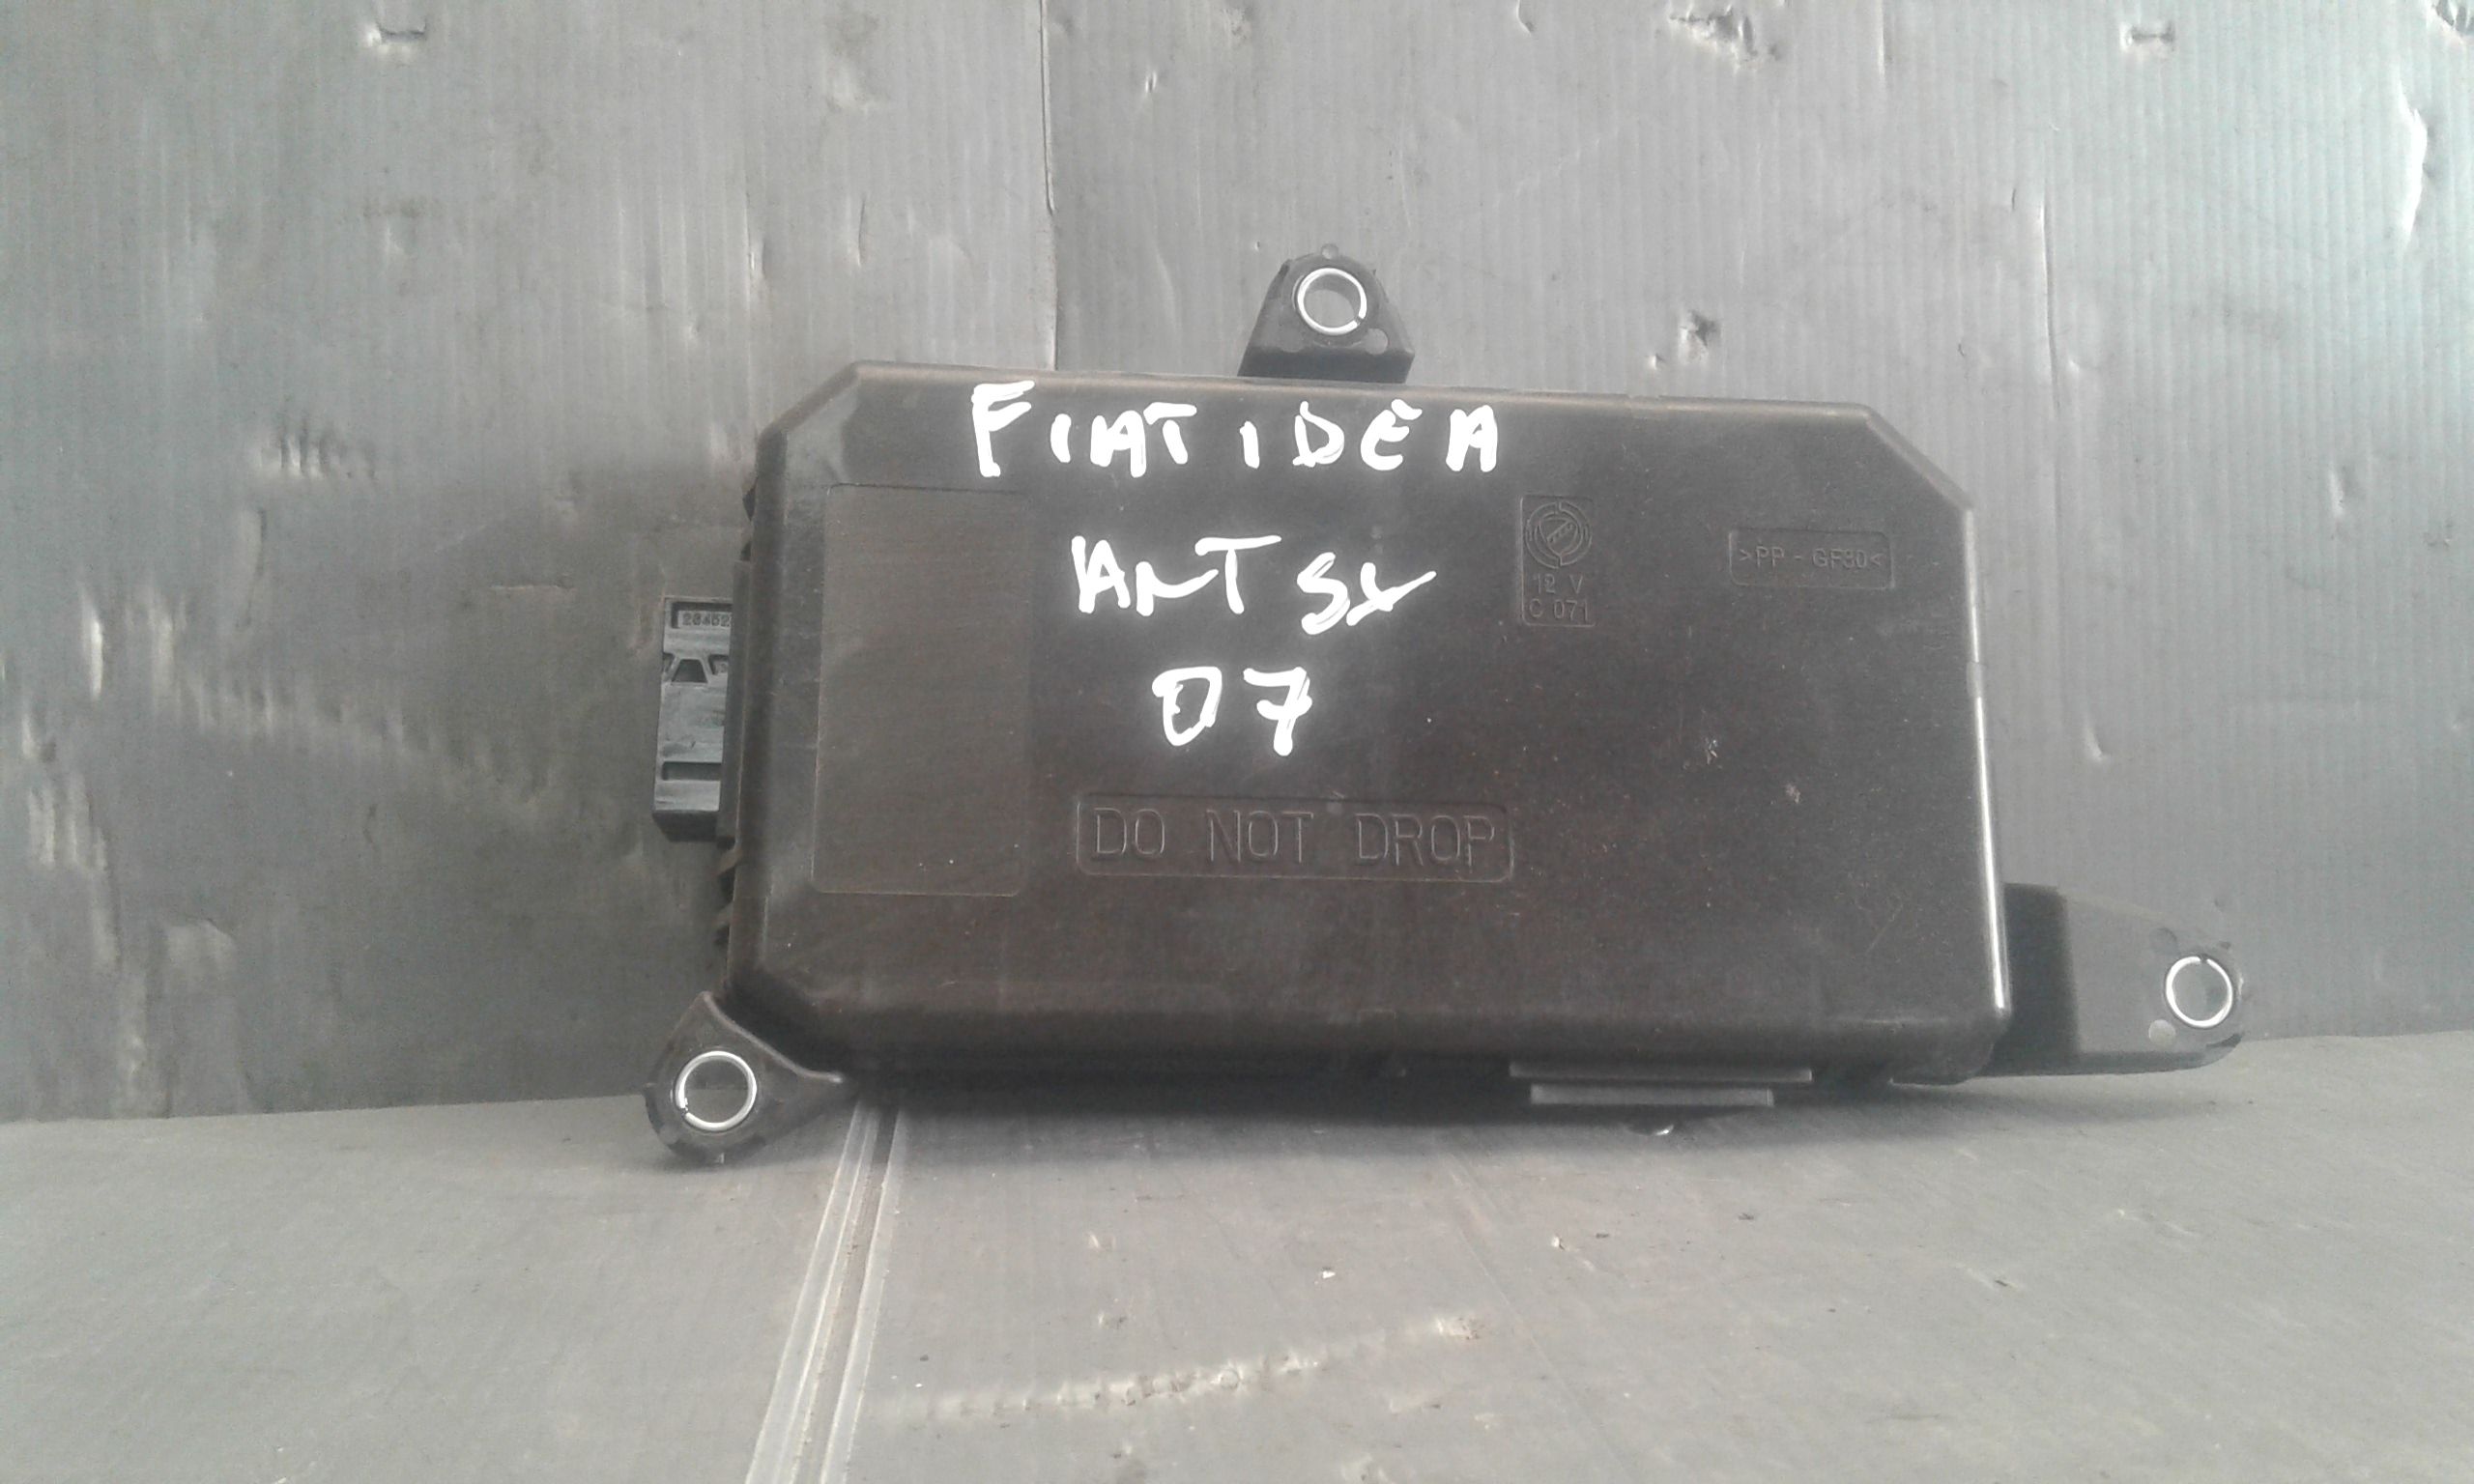 FIAT IDEA
ANT SX
07
12 V
C 071
>PP - GF30<
DO NOT DROP